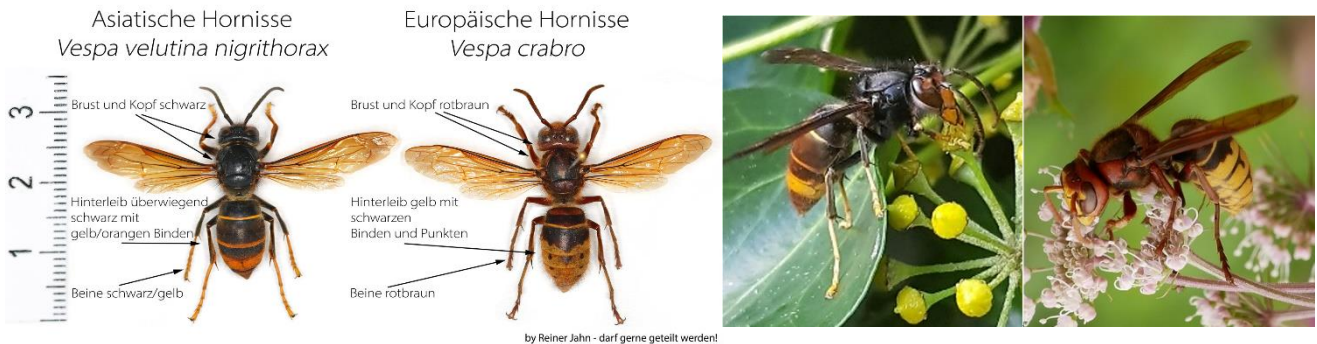 Asiatische Hornisse
Vespa velutina nigrithorax
Europäische Hornisse
Vespa crabro
3
2
1
Brust und Kopf schwarz
Hinterleib überwiegend
schwarz mit
gelb/orangen Binden
Beine schwarz/gelb
Brust und Kopf rotbraun
Hinterleib gelb mit
schwarzen
Binden und Punkten
Beine rotbraun
by Reiner Jahn - darf gerne geteilt werden!